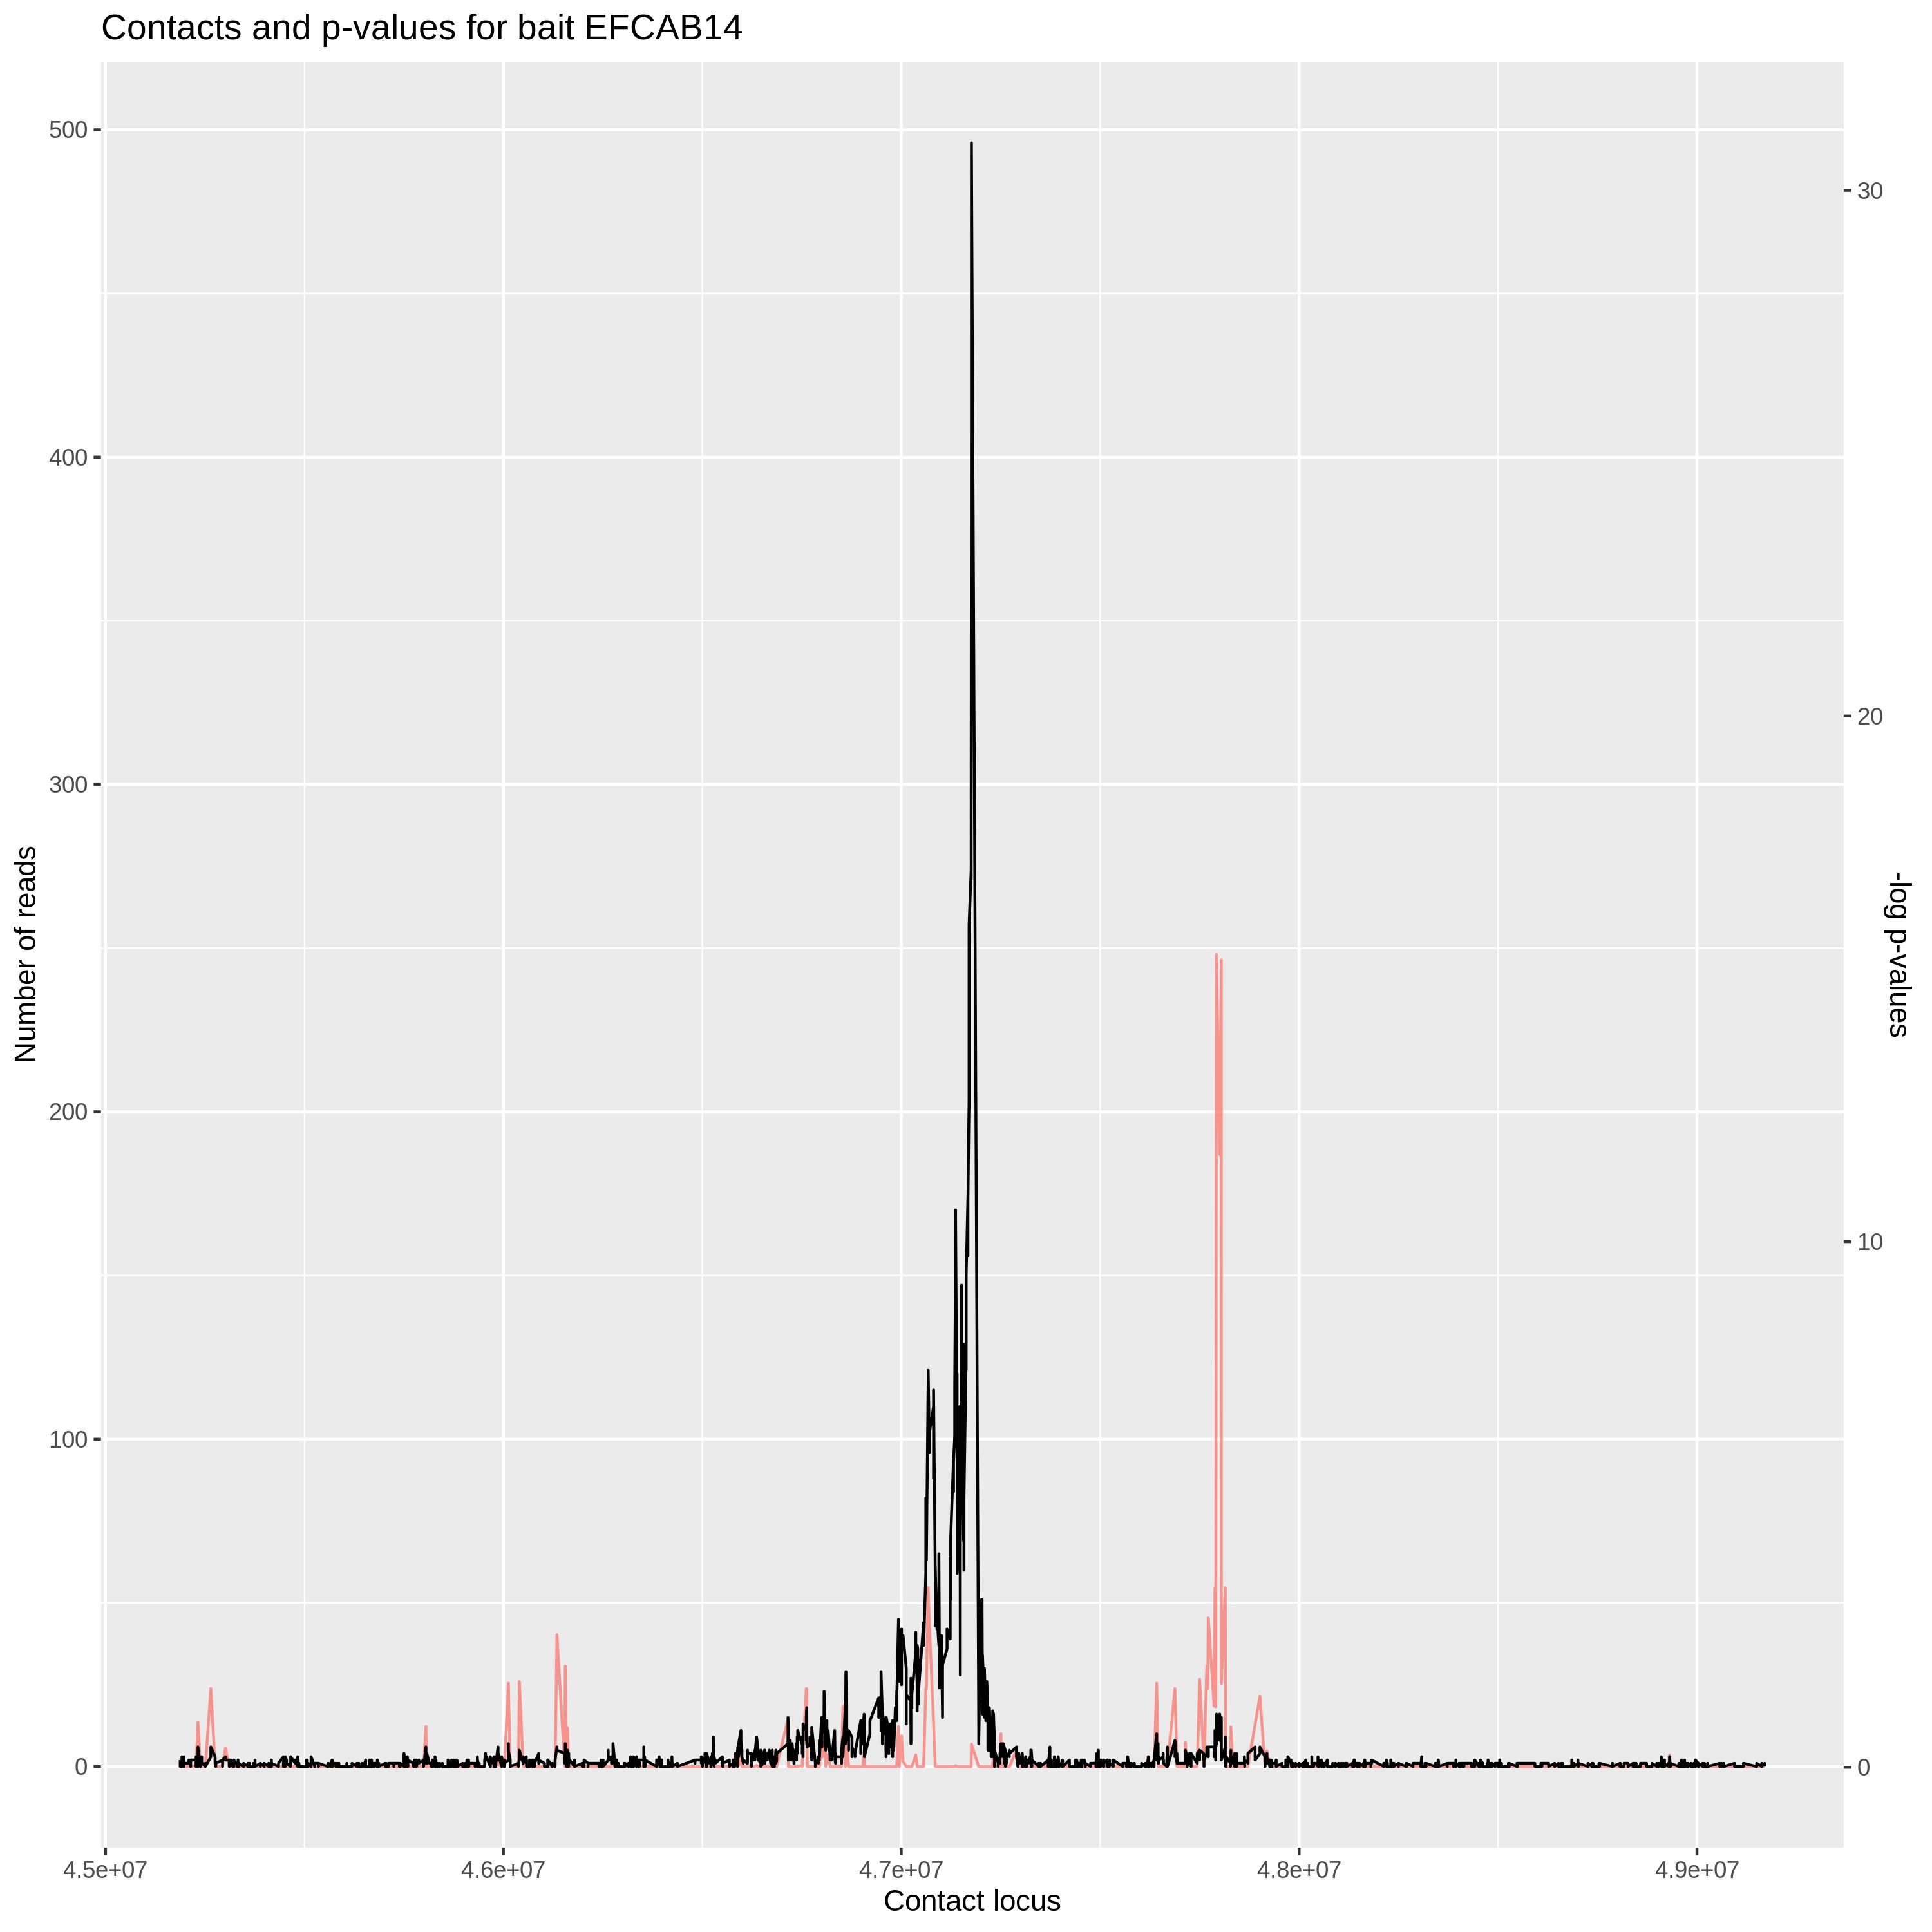 Contacts and p-values for bait EFCAB14
500
400
300
200
100
0
Number of reads
30
20
10
0
-log p-values
4.5e+07
4.6e+07
4.7e+07
4.8e+07
4.9e+07
Contact locus